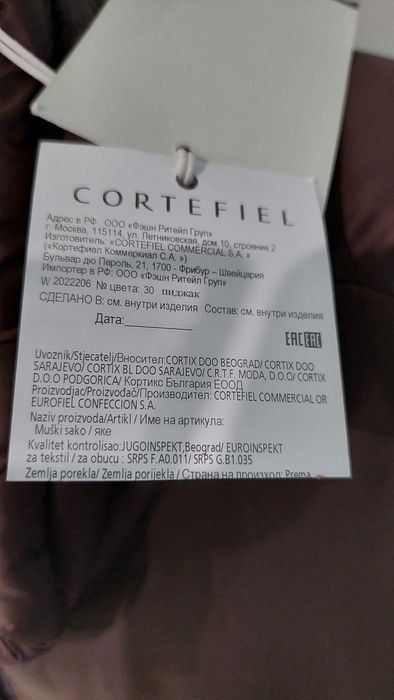 CORTEFIEL
Адрес в РФ ООО «Фэшн Ритейл Груп»
г. Москва, 115114, ул. Летниковская, дом 10, строение 2
Изготовитель: «CORTEFIEL COMMERCIAL S.A. »
(«Кортефиел Коммеркиал С.А. »)
Бульвар дю Пероль, 21, 1700 - Фрибур – Швейцария
Импортер в РФ: ООО «Фэшн Ритейл Груп»
W 2022206 № цвета: 30 пиджак
СДЕЛАНО В: см. внутри изделия Состав: см. внутри изделия
Дата:__________
EAC EAC
Uvoznik/Stjecatelj/Вносител:CORTIX DOO BEOGRAD/ CORTIX DOO
SARAJEVO/ CORTIX BL DOO SARAJEVO/ C.R.T.F. MODA, D.O.O/ CORTIX
D.O.O PODGORICA/ Кортикс България ЕООД
Proizvodjac/Proizvođač/Производител: CORTEFIEL COMMERCIAL OR
EUROFIEL CONFECCION S.A.
Naziv proizvoda/Artikl / Име на артикула:
Muški sako / яке
Kvalitet kontrolisao:JUGOINSPEKT,Beograd/ EUROINSPEKT
za tekstil / za obucu : SRPS F.A0.011/ SRPS G.B1.035
Zemlja porekla/ Zemlja porijekla / Страна на произход: Prema